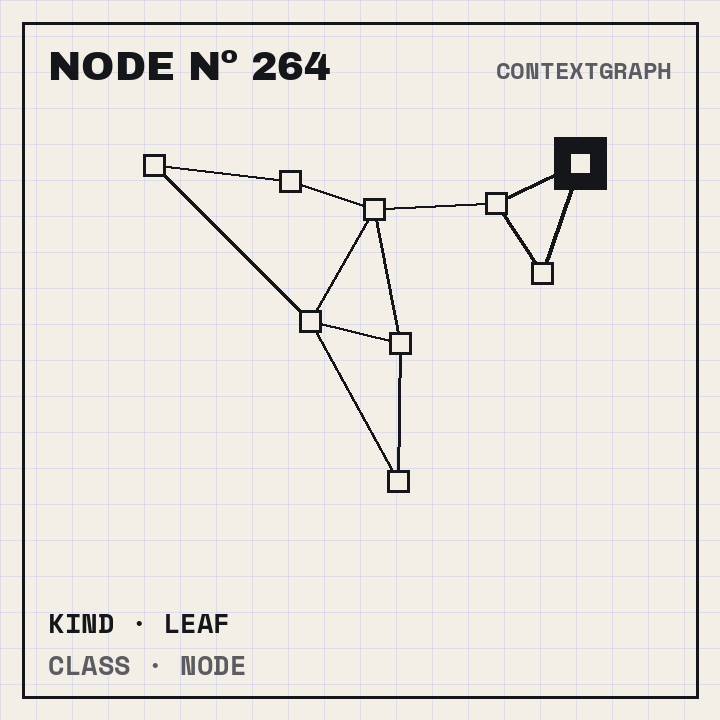 NODE Nº 264
CONTEXTGRAPH
KIND · LEAF
CLASS · NODE